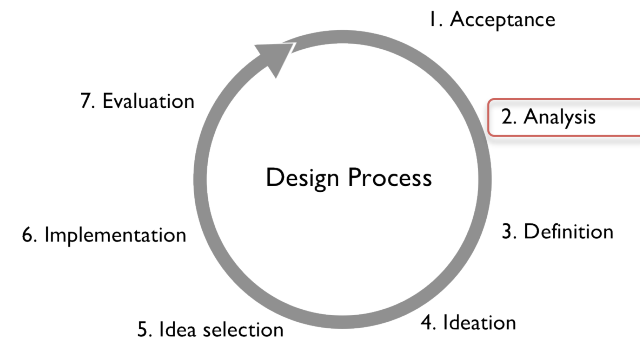 1. Acceptance
2. Analysis
3. Definition
4. Ideation
5. Idea selection
6. Implementation
7. Evaluation
Design Process